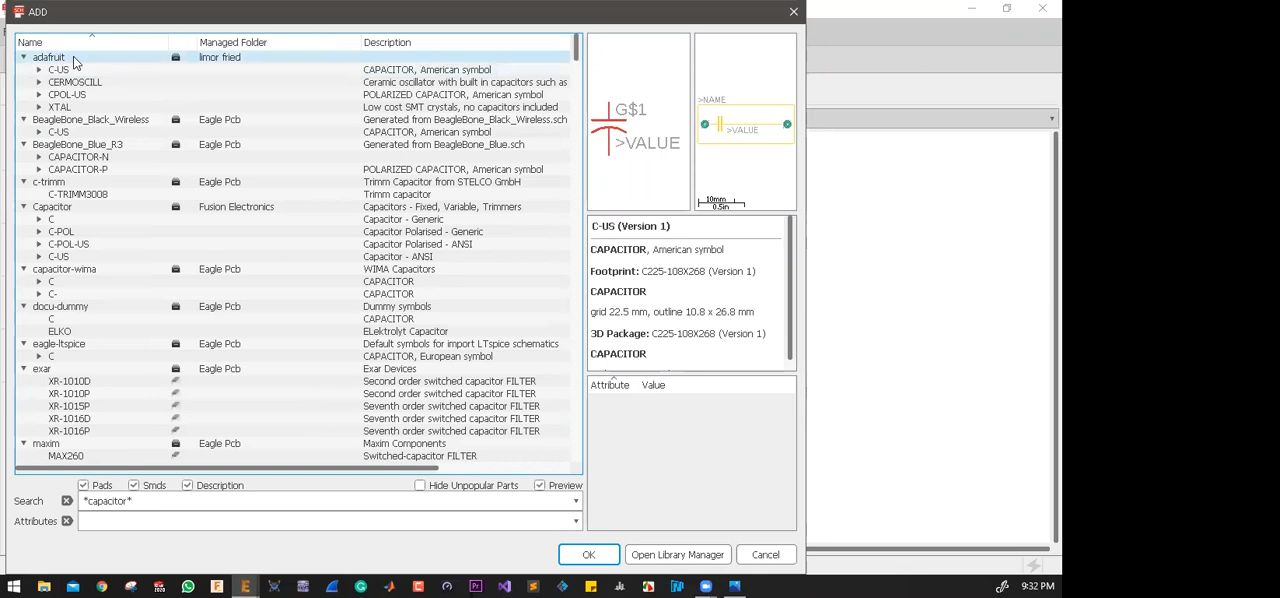 ADD
Name Managed Folder Description
adafruit limor fried
C-US CAPACITOR, American symbol
CERMOSCILL Ceramic oscillator with built in capacitors such as
CPOL-US POLARIZED CAPACITOR, American symbol
XTAL Low cost SMT crystals, no capacitors included
BeagleBone_Black_Wireless Eagle Pcb Generated from BeagleBone_Black_Wireless.sch
C-US CAPACITOR, American symbol
BeagleBone_Blue_R3 Eagle Pcb Generated from BeagleBone_Blue.sch
CAPACITOR-N
CAPACITOR-P POLARIZED CAPACITOR, American symbol
c-trimm Eagle Pcb Trimm Capacitor from STELCO GmbH
C-TRIMM3008 Trimm capacitor
Capacitor Fusion Electronics Capacitors - Fixed, Variable, Trimmers
C Capacitor - Generic
C-POL Capacitor Polarised - Generic
C-POL-US Capacitor Polarised - ANSI
C-US Capacitor - ANSI
capacitor-wima Eagle Pcb WIMA Capacitors
C CAPACITOR
C- CAPACITOR
docu-dummy Eagle Pcb Dummy symbols
C CAPACITOR
ELKO ELektrolyt Capacitor
eagle-ltspice Eagle Pcb Default symbols for import LTspice schematics
C CAPACITOR, European symbol
exar Eagle Pcb Exar Devices
XR-1010D Second order switched capacitor FILTER
XR-1010P Second order switched capacitor FILTER
XR-1015P Seventh order switched capacitor FILTER
XR-1016D Seventh order switched capacitor FILTER
XR-1016P Seventh order switched capacitor FILTER
maxim Eagle Pcb Maxim Components
MAX260 Switched-capacitor FILTER
G$1
>VALUE
>NAME
>VALUE
10mm
0.5in
C-US (Version 1)
CAPACITOR, American symbol
Footprint: C225-108X268 (Version 1)
CAPACITOR
grid 22.5 mm, outline 10.8 x 26.8 mm
3D Package: C225-108X268 (Version 1)
CAPACITOR
Attribute Value
Pads Smds Description Hide Unpopular Parts Preview
Search *capacitor*
Attributes
OK Open Library Manager Cancel
9:32 PM